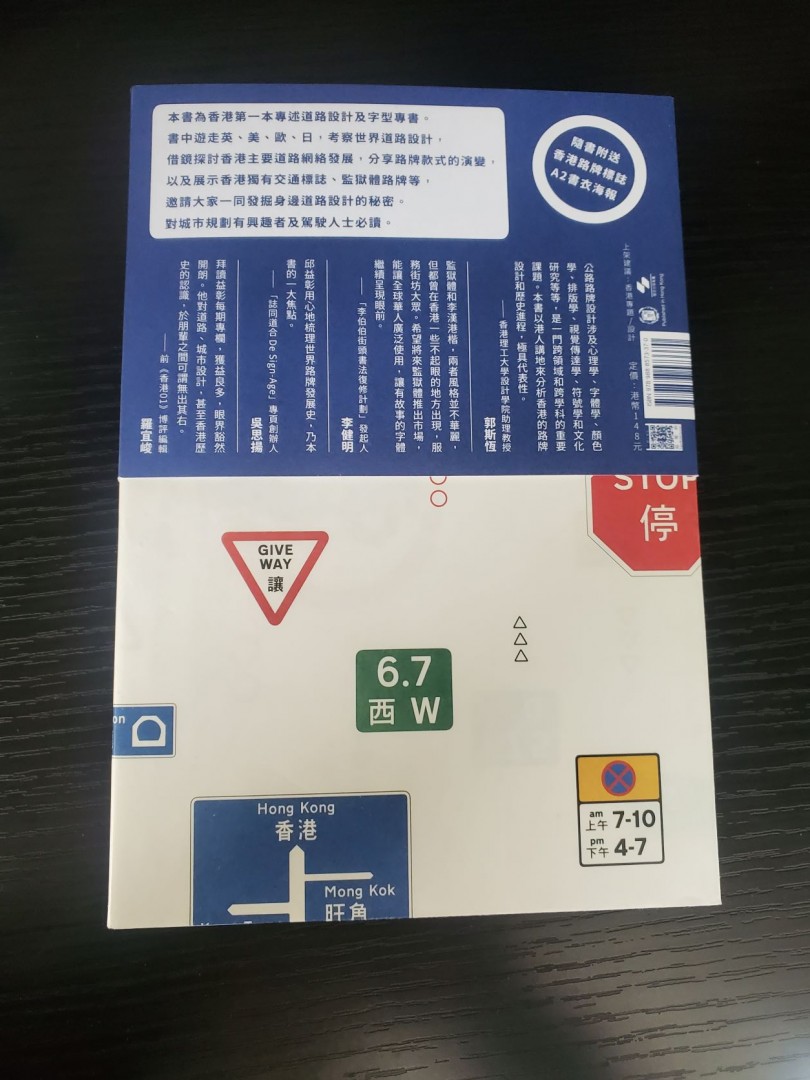 本書為香港第一本專述道路設計及字型專書。
書中遊走英、美、歐、日，考察世界道路設計，
借鏡探討香港主要道路網絡發展，分享路牌款式的演變，
以及展示香港獨有交通標誌、監獄體路牌等，
邀請大家一同發掘身邊道路設計的秘密。
對城市規劃有興趣者及駕駛人士必讀。
隨書附送
香港路牌標誌
A2書衣海報
上架建議：香港專題／設計
定價：港幣148元
公路路牌設計涉及心理學、字體學、顏色
學，排版學、視覺傳達學、符號學和文化
研究等等，是一門跨領域和跨學科的重要
課題。本書以港人講地來分析香港的路牌
設計和歷史進程，極具代表性。
——香港理工大學設計學院助理教授
郭斯恆
監獄體和李漢港楷，兩者風格並不華麗，
但都曾在香港一些不起眼的地方出現，服
務街坊大眾。希望將來監獄體推出市場，
能讓全球華人廣泛使用，讓有故事的字體
繼續呈現眼前。
——「李伯伯街頭書法復修計劃」發起人
李健明
邱益彰用心地梳理世界路牌發展史，乃本
書的一大焦點。
——「誌同道合 De Sign-Age」專頁創辦人
吳思揚
拜讀益彰每期專欄，獲益良多，眼界豁然
開朗。他對道路、城市設計，甚至香港歷
史的認識，於朋輩之間可謂無出其右。
——前《香港01》博評編輯
羅宜峻
STOP
停
GIVE
WAY
讓
6.7
西 W
on
Hong Kong
香港
Mong Kok
旺角
am
上午 7-10
pm
下午 4-7